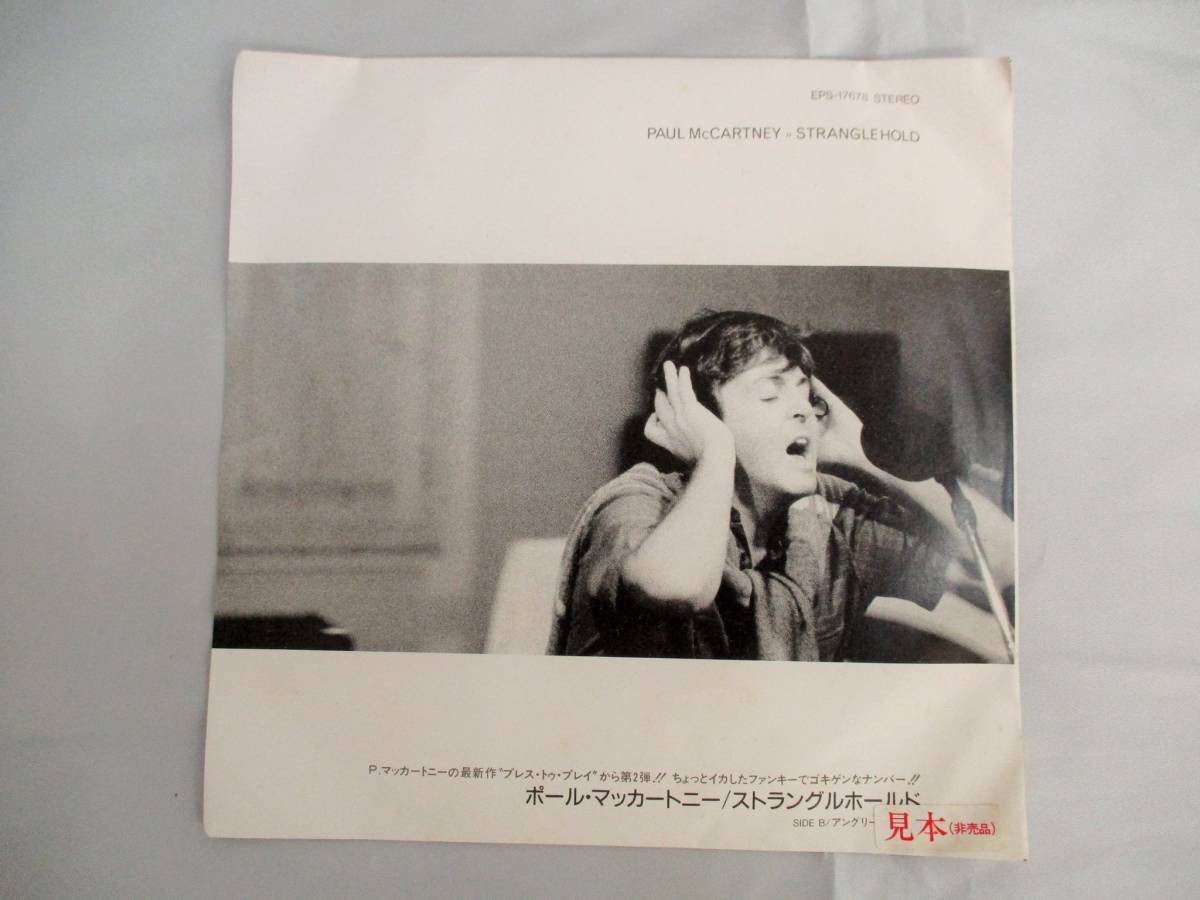 EPS-17676 STEREO
PAUL McCARTNEY » STRANGLEHOLD
P.マッカートニーの最新作"プレス・トゥ・プレイ"から第2弾!! ちょっとイカしたファンキーでゴキゲンなナンバー!!
ポール・マッカートニー/ストラングルホールド
SIDE B/アングリー
見本(非売品)